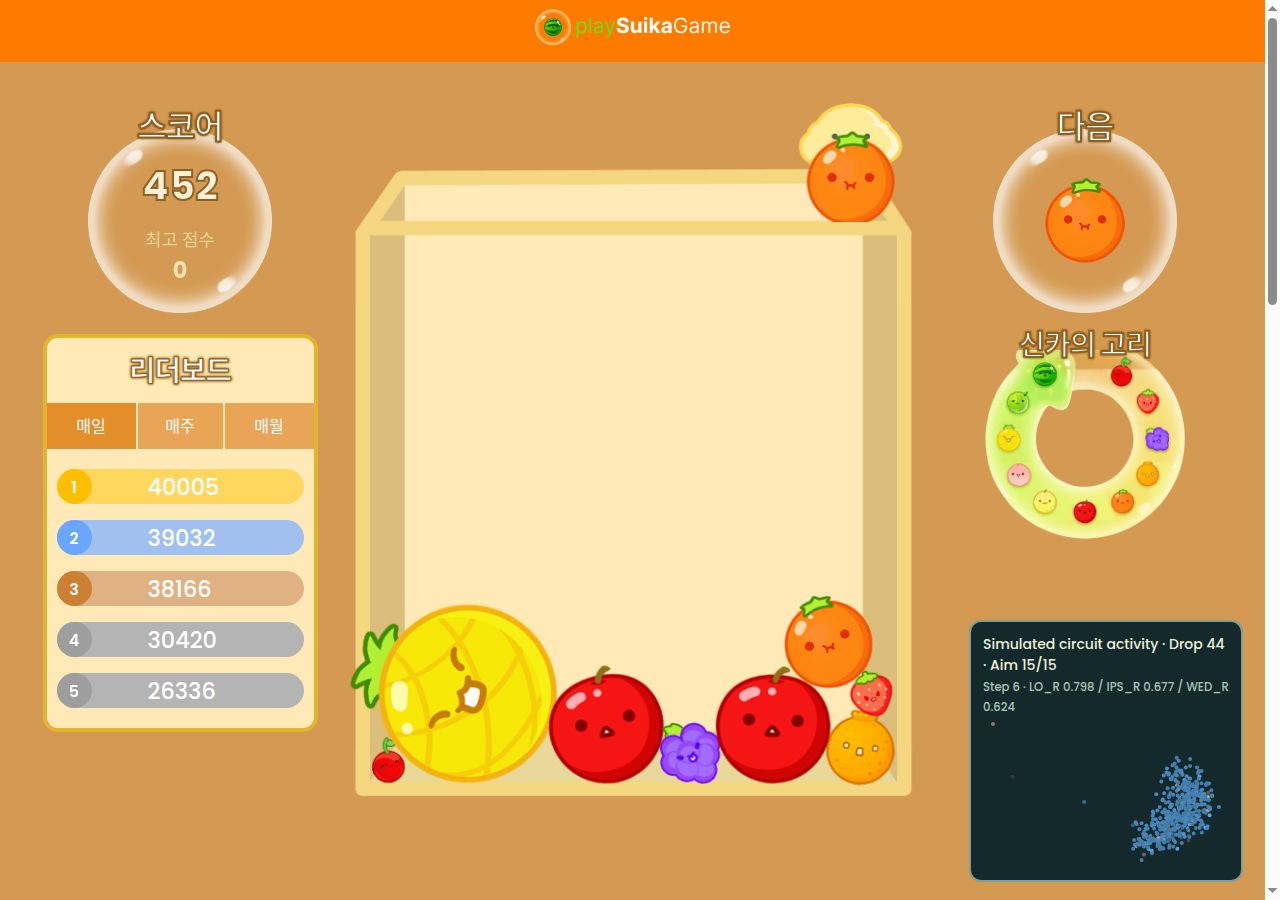 playSuikaGame
스코어
452
최고 점수
0
다음
신카의 고리
리더보드
매일
매주
매월
1 40005
2 39032
3 38166
4 30420
5 26336
Simulated circuit activity · Drop 44
· Aim 15/15
Step 6 · LO_R 0.798 / IPS_R 0.677 / WED_R
0.624